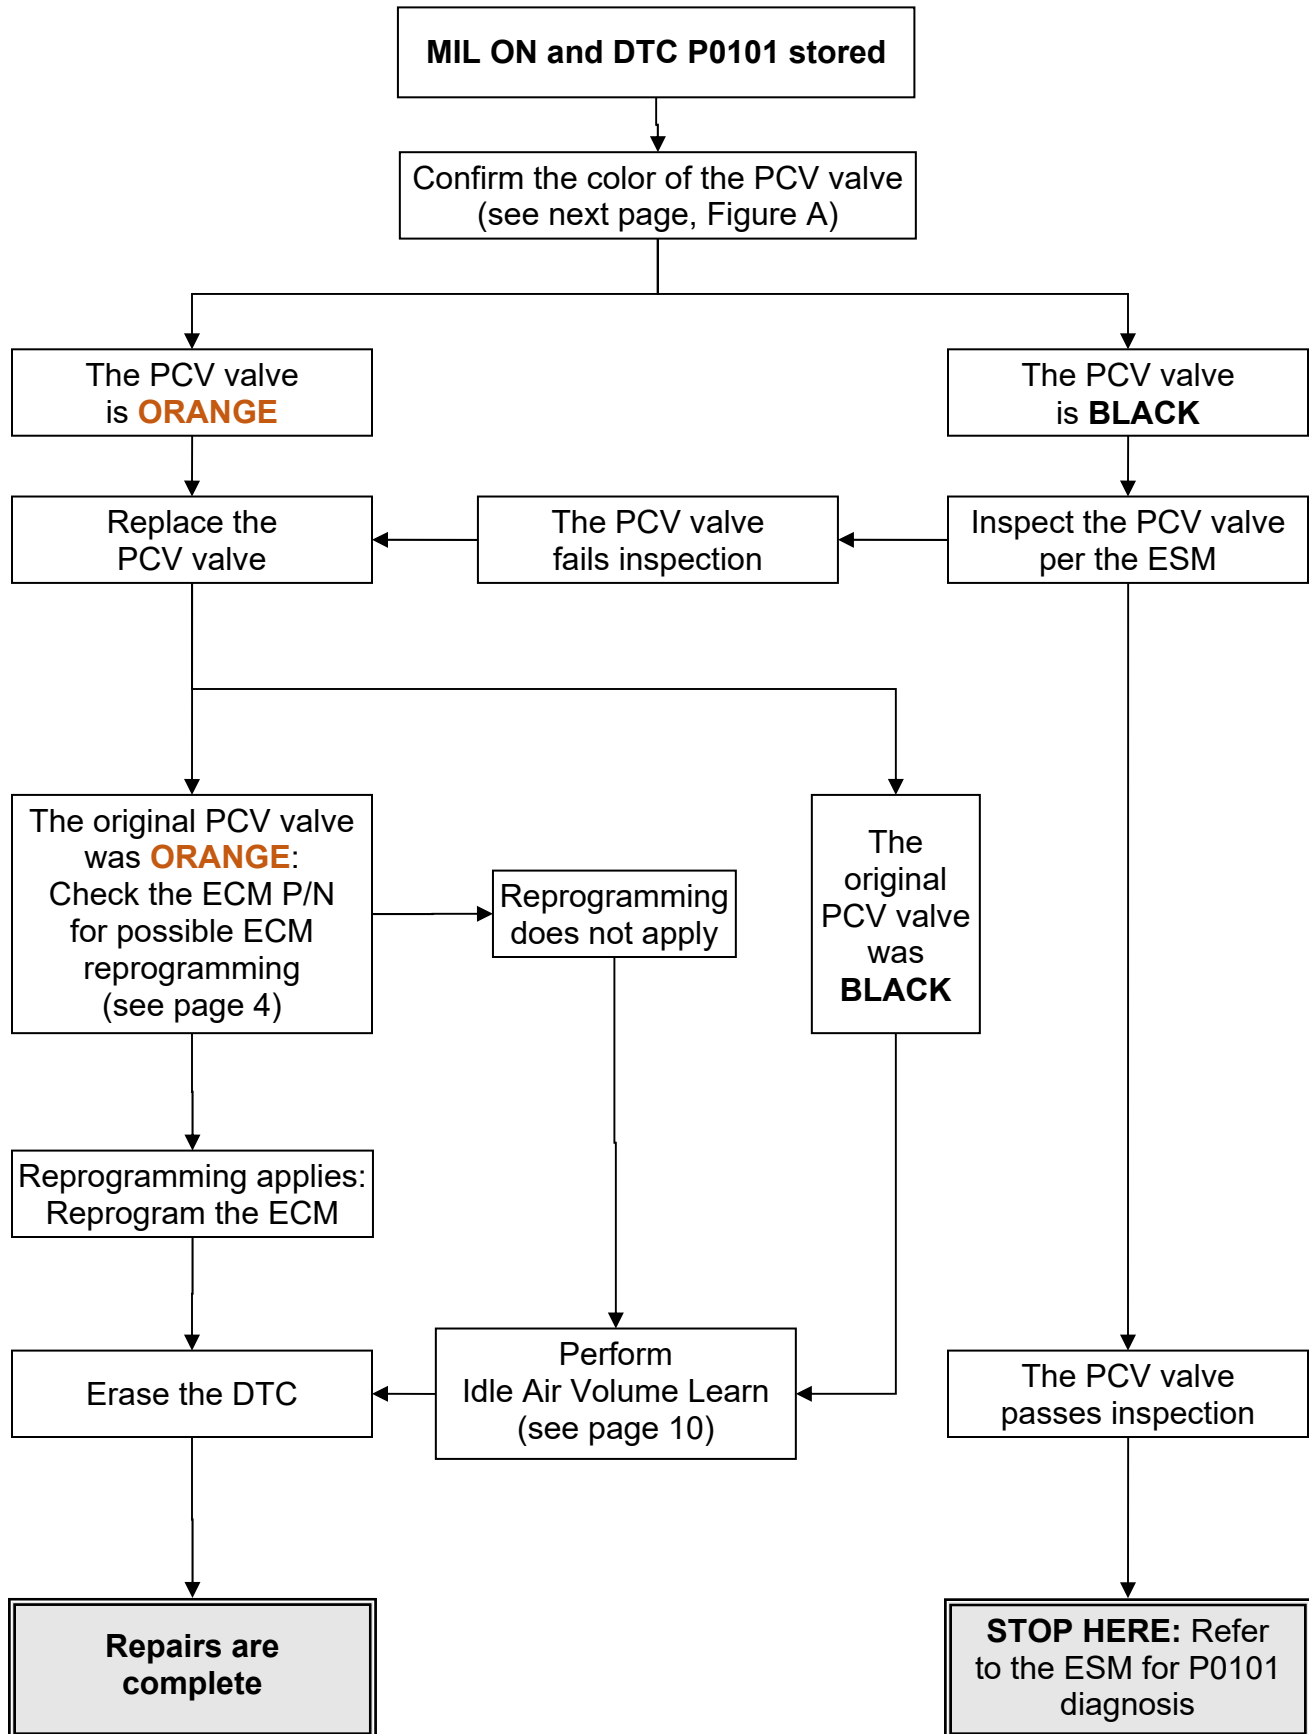 MIL ON and DTC P0101 stored
Confirm the color of the PCV valve
(see next page, Figure A)
The PCV valve
is ORANGE
The PCV valve
is BLACK
Replace the
PCV valve
The PCV valve
fails inspection
Inspect the PCV valve
per the ESM
The original PCV valve
was ORANGE:
Check the ECM P/N
for possible ECM
reprogramming
(see page 4)
Reprogramming
does not apply
The
original
PCV valve
was
BLACK
Reprogramming applies:
Reprogram the ECM
Erase the DTC
Perform
Idle Air Volume Learn
(see page 10)
The PCV valve
passes inspection
Repairs are
complete
STOP HERE: Refer
to the ESM for P0101
diagnosis